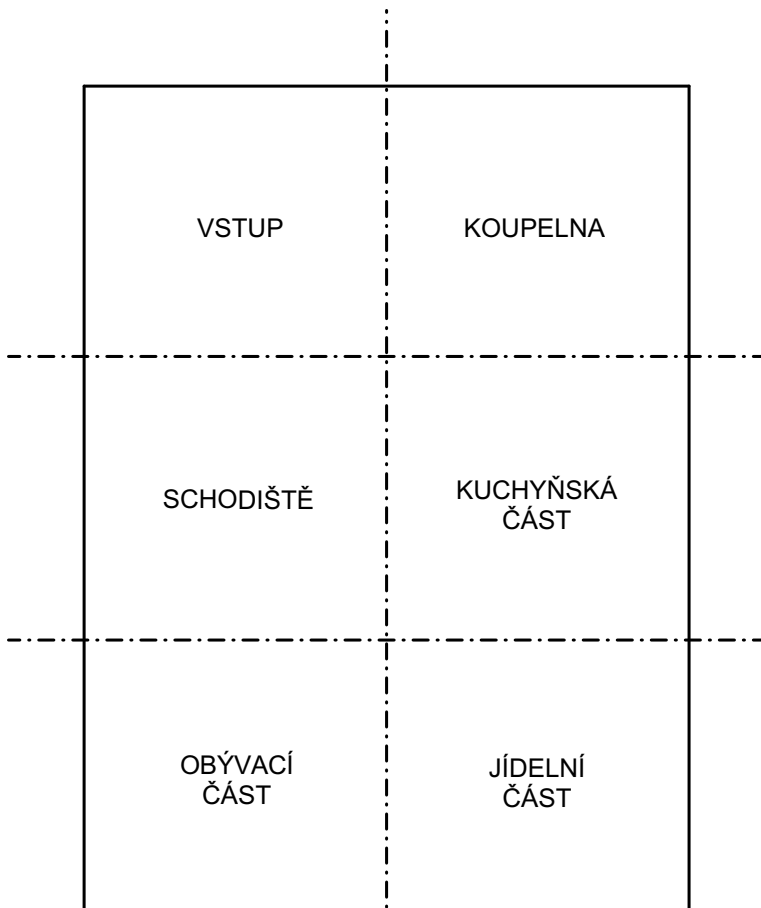 VSTUP
KOUPELNA
SCHODIŠTĚ
KUCHYŇSKÁ
ČÁST
OBÝVACÍ
ČÁST
JÍDELNÍ
ČÁST